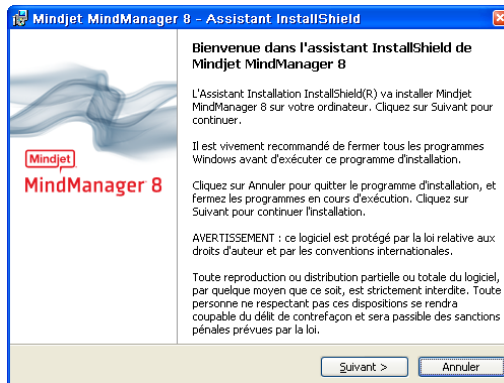 Mindjet MindManager 8 - Assistant InstallShield
Bienvenue dans l'assistant InstallShield de
Mindjet MindManager 8
L'Assistant Installation InstallShield(R) va installer Mindjet
MindManager 8 sur votre ordinateur. Cliquez sur Suivant pour
continuer.
Il est vivement recommandé de fermer tous les programmes
Windows avant d'exécuter ce programme d'installation.
Mindjet
MindManager 8
Cliquez sur Annuler pour quitter le programme d'installation, et
fermez les programmes en cours d'exécution. Cliquez sur
Suivant pour continuer l'installation.
AVERTISSEMENT : ce logiciel est protégé par la loi relative aux
droits d'auteur et par les conventions internationales.
Toute reproduction ou distribution partielle ou totale du logiciel,
par quelque moyen que ce soit, est strictement interdite. Toute
personne ne respectant pas ces dispositions se rendra
coupable du délit de contrefaçon et sera passible des sanctions
pénales prévues par la loi.
Suivant >
Annuler